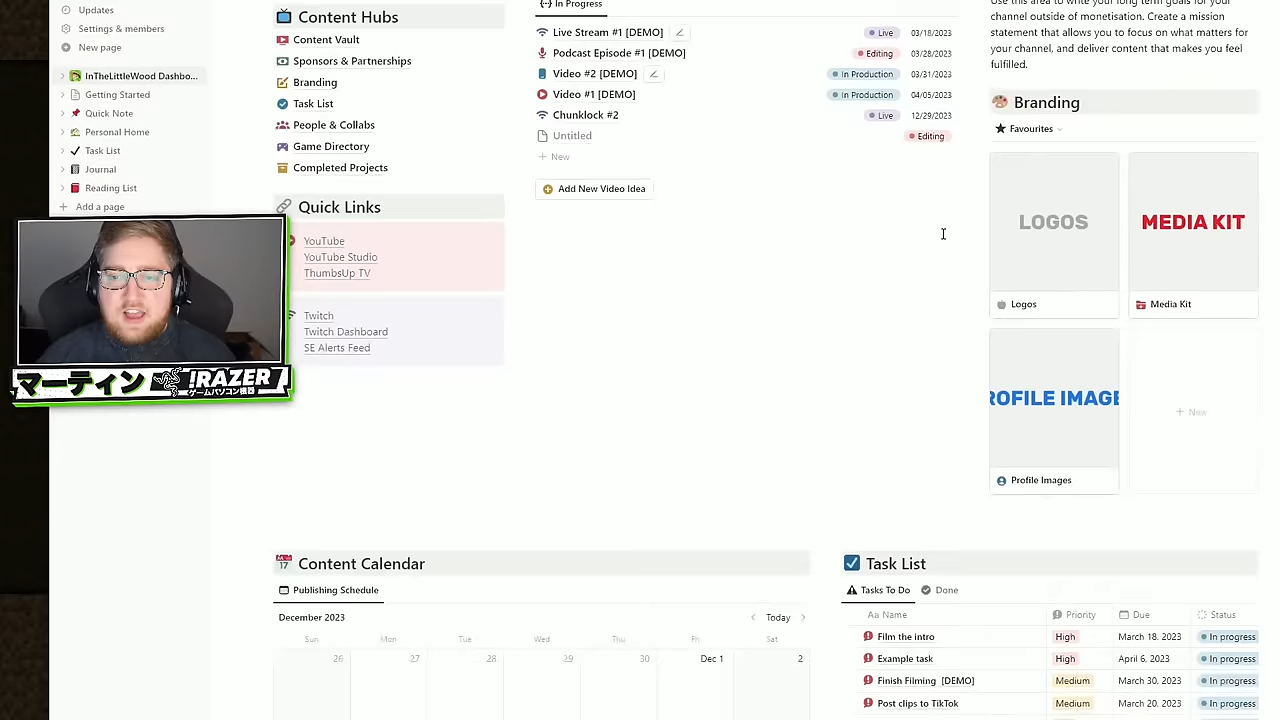 Updates
Settings & members
New page
InTheLittleWood Dashbo...
Getting Started
Quick Note
Personal Home
Task List
Journal
Reading List
Add a page
マーティン !RAZER
ゲームパソコン機器
Content Hubs
Content Vault
Sponsors & Partnerships
Branding
Task List
People & Collabs
Game Directory
Completed Projects
Quick Links
YouTube
YouTube Studio
ThumbsUp TV
Twitch
Twitch Dashboard
SE Alerts Feed
In Progress
Live Stream #1 [DEMO] Live 03/18/2023
Podcast Episode #1 [DEMO] Editing 03/28/2023
Video #2 [DEMO] In Production 03/31/2023
Video #1 [DEMO] In Production 04/05/2023
Chunklock #2 Live 12/29/2023
Untitled Editing
+ New
Add New Video Idea
Use this area to write your long term goals for your
channel outside of monetisation. Create a mission
statement that allows you to focus on what matters for
your channel, and deliver content that makes you feel
fulfilled.
Branding
Favourites
LOGOS
Logos
MEDIA KIT
Media Kit
ROFILE IMAGE
Profile Images
+ New
Content Calendar
Publishing Schedule
December 2023 Today
Sun Mon Tue Wed Thu Fri Sat
26 27 28 29 30 Dec 1 2
Task List
Tasks To Do Done
Aa Name Priority Due Status
Film the intro High March 18, 2023 In progress
Example task High April 6, 2023 In progress
Finish Filming [DEMO] Medium March 30, 2023 In progress
Post clips to TikTok Medium March 20, 2023 In progress